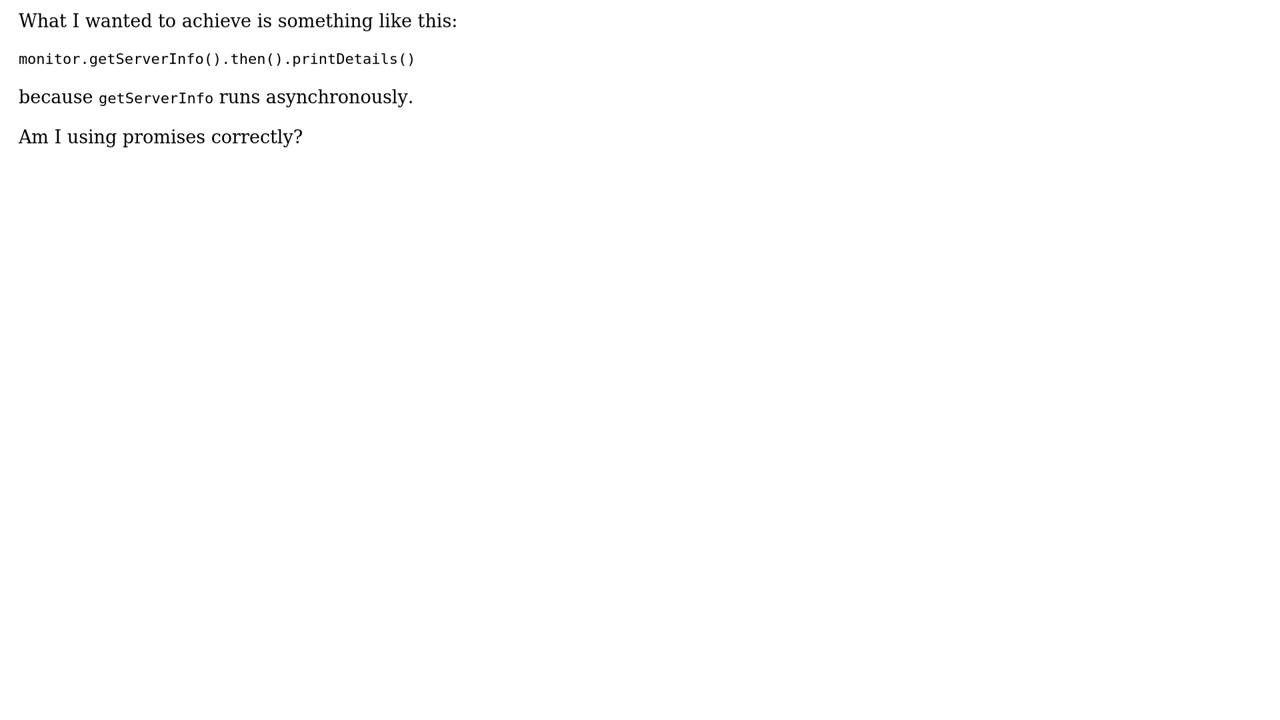 What I wanted to achieve is something like this:
monitor.getServerInfo().then().printDetails()
because getServerInfo runs asynchronously.
Am I using promises correctly?